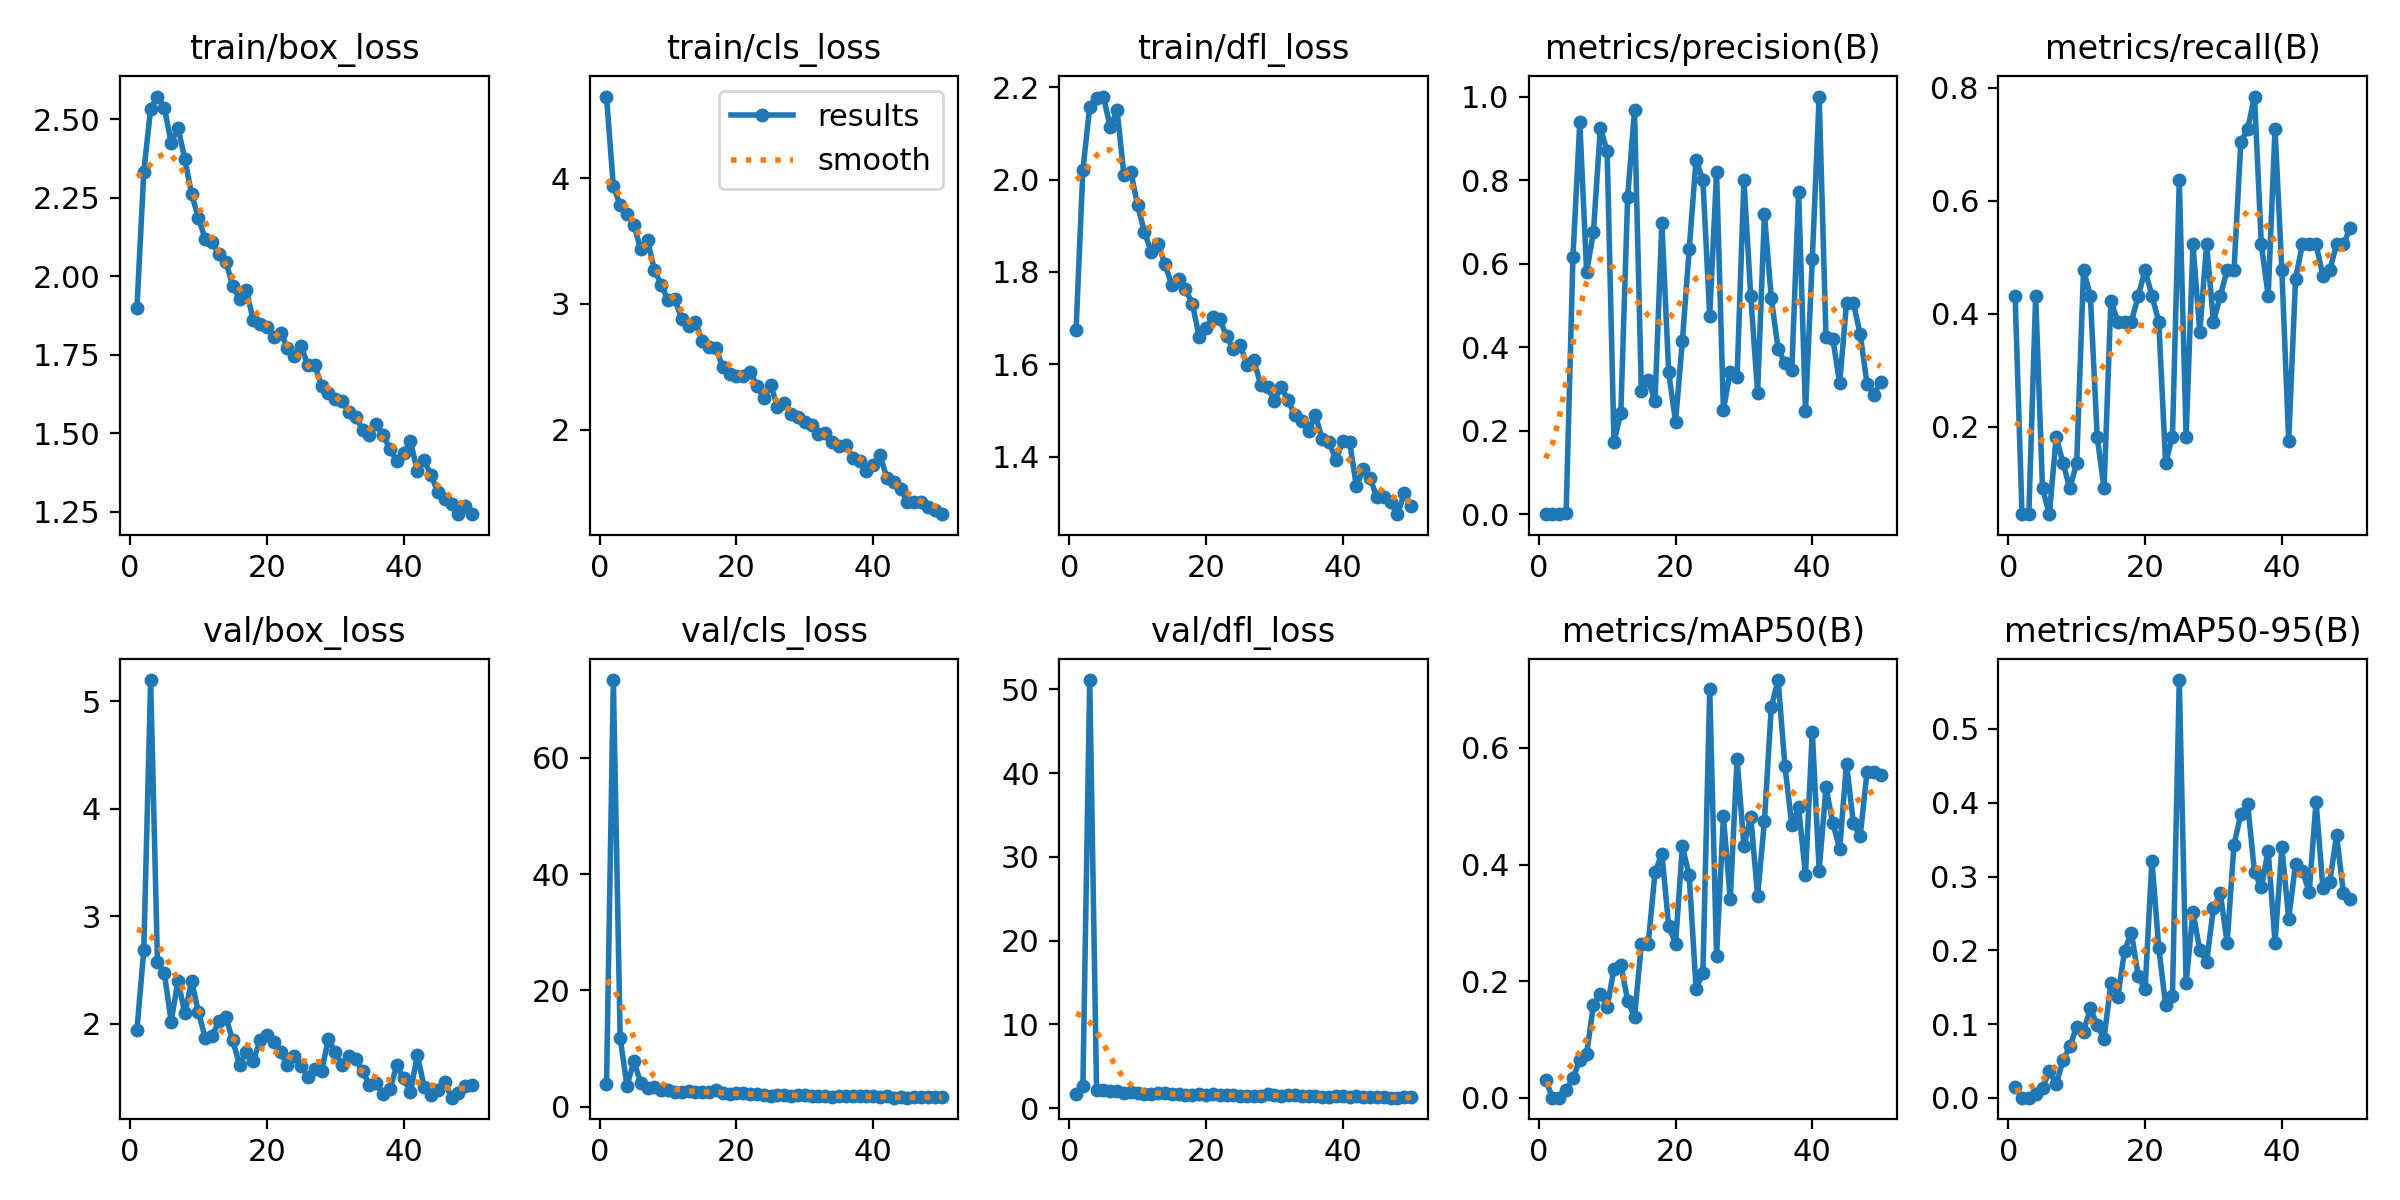 train/box_loss
train/cls_loss
train/dfl_loss
metrics/precision(B)
metrics/recall(B)
2.50
2.25
2.00
1.75
1.50
1.25
0 20 40
results
smooth
4
3
2
0 20 40
2.2
2.0
1.8
1.6
1.4
0 20 40
1.0
0.8
0.6
0.4
0.2
0.0
0 20 40
0.8
0.6
0.4
0.2
0 20 40
val/box_loss
val/cls_loss
val/dfl_loss
metrics/mAP50(B)
metrics/mAP50-95(B)
5
4
3
2
0 20 40
60
40
20
0
0 20 40
50
40
30
20
10
0
0 20 40
0.6
0.4
0.2
0.0
0 20 40
0.5
0.4
0.3
0.2
0.1
0.0
0 20 40